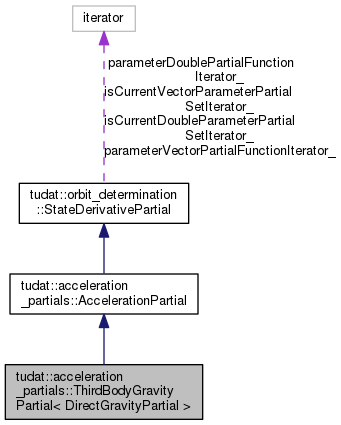 iterator
parameterDoublePartialFunction
Iterator_
isCurrentVectorParameterPartial
SetIterator_
isCurrentDoubleParameterPartial
SetIterator_
parameterVectorPartialFunctionIterator_
tudat::orbit_determination
::StateDerivativePartial
tudat::acceleration
_partials::AccelerationPartial
tudat::acceleration
_partials::ThirdBodyGravity
Partial< DirectGravityPartial >